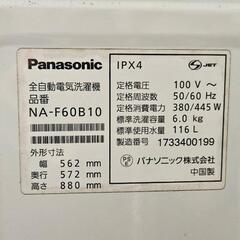 Panasonic
全自動電気洗濯機
品番
NA-F60B10
外形寸法
幅 562 mm
奥行 572 mm
高さ 880 mm
IPX4
JET
定格電圧 100 V～
定格周波数 50/60 Hz
定格消費電力 380/445 W
標準洗濯容量 6.0 kg
標準使用水量 116 L
製造番号 1733400199
PSE パナソニック株式会社
中国製